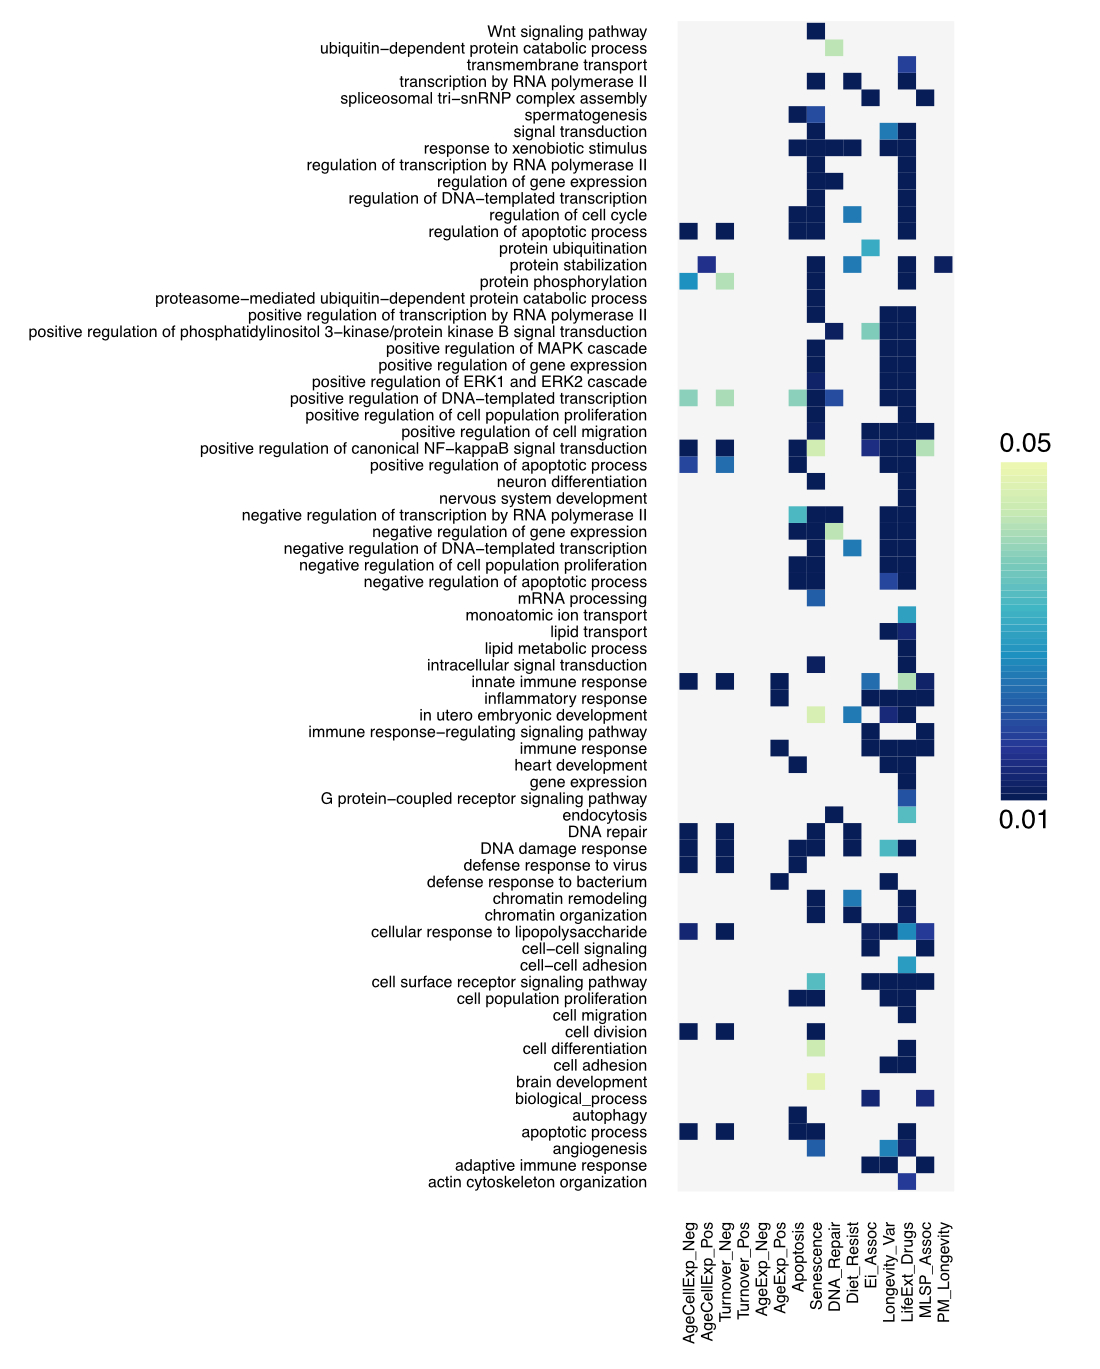 Wnt signaling pathway
ubiquitin−dependent protein catabolic process
transmembrane transport
transcription by RNA polymerase II
spliceosomal tri−snRNP complex assembly
spermatogenesis
signal transduction
response to xenobiotic stimulus
regulation of transcription by RNA polymerase II
regulation of gene expression
regulation of DNA−templated transcription
regulation of cell cycle
regulation of apoptotic process
protein ubiquitination
protein stabilization
protein phosphorylation
proteasome−mediated ubiquitin−dependent protein catabolic process
positive regulation of transcription by RNA polymerase II
positive regulation of phosphatidylinositol 3−kinase/protein kinase B signal transduction
positive regulation of MAPK cascade
positive regulation of gene expression
positive regulation of ERK1 and ERK2 cascade
positive regulation of DNA−templated transcription
positive regulation of cell population proliferation
positive regulation of cell migration
positive regulation of canonical NF−kappaB signal transduction
positive regulation of apoptotic process
neuron differentiation
nervous system development
negative regulation of transcription by RNA polymerase II
negative regulation of gene expression
negative regulation of DNA−templated transcription
negative regulation of cell population proliferation
negative regulation of apoptotic process
mRNA processing
monoatomic ion transport
lipid transport
lipid metabolic process
intracellular signal transduction
innate immune response
inflammatory response
in utero embryonic development
immune response−regulating signaling pathway
immune response
heart development
gene expression
G protein−coupled receptor signaling pathway
endocytosis
DNA repair
DNA damage response
defense response to virus
defense response to bacterium
chromatin remodeling
chromatin organization
cellular response to lipopolysaccharide
cell−cell signaling
cell−cell adhesion
cell surface receptor signaling pathway
cell population proliferation
cell migration
cell division
cell differentiation
cell adhesion
brain development
biological_process
autophagy
apoptotic process
angiogenesis
adaptive immune response
actin cytoskeleton organization
AgeCellExp_Neg
AgeCellExp_Pos
Turnover_Neg
Turnover_Pos
AgeExp_Neg
AgeExp_Pos
Apoptosis
Senescence
DNA_Repair
Diet_Resist
Ei_Assoc
Longevity_Var
LifeExt_Drugs
MLSP_Assoc
PM_Longevity
0.05
0.01